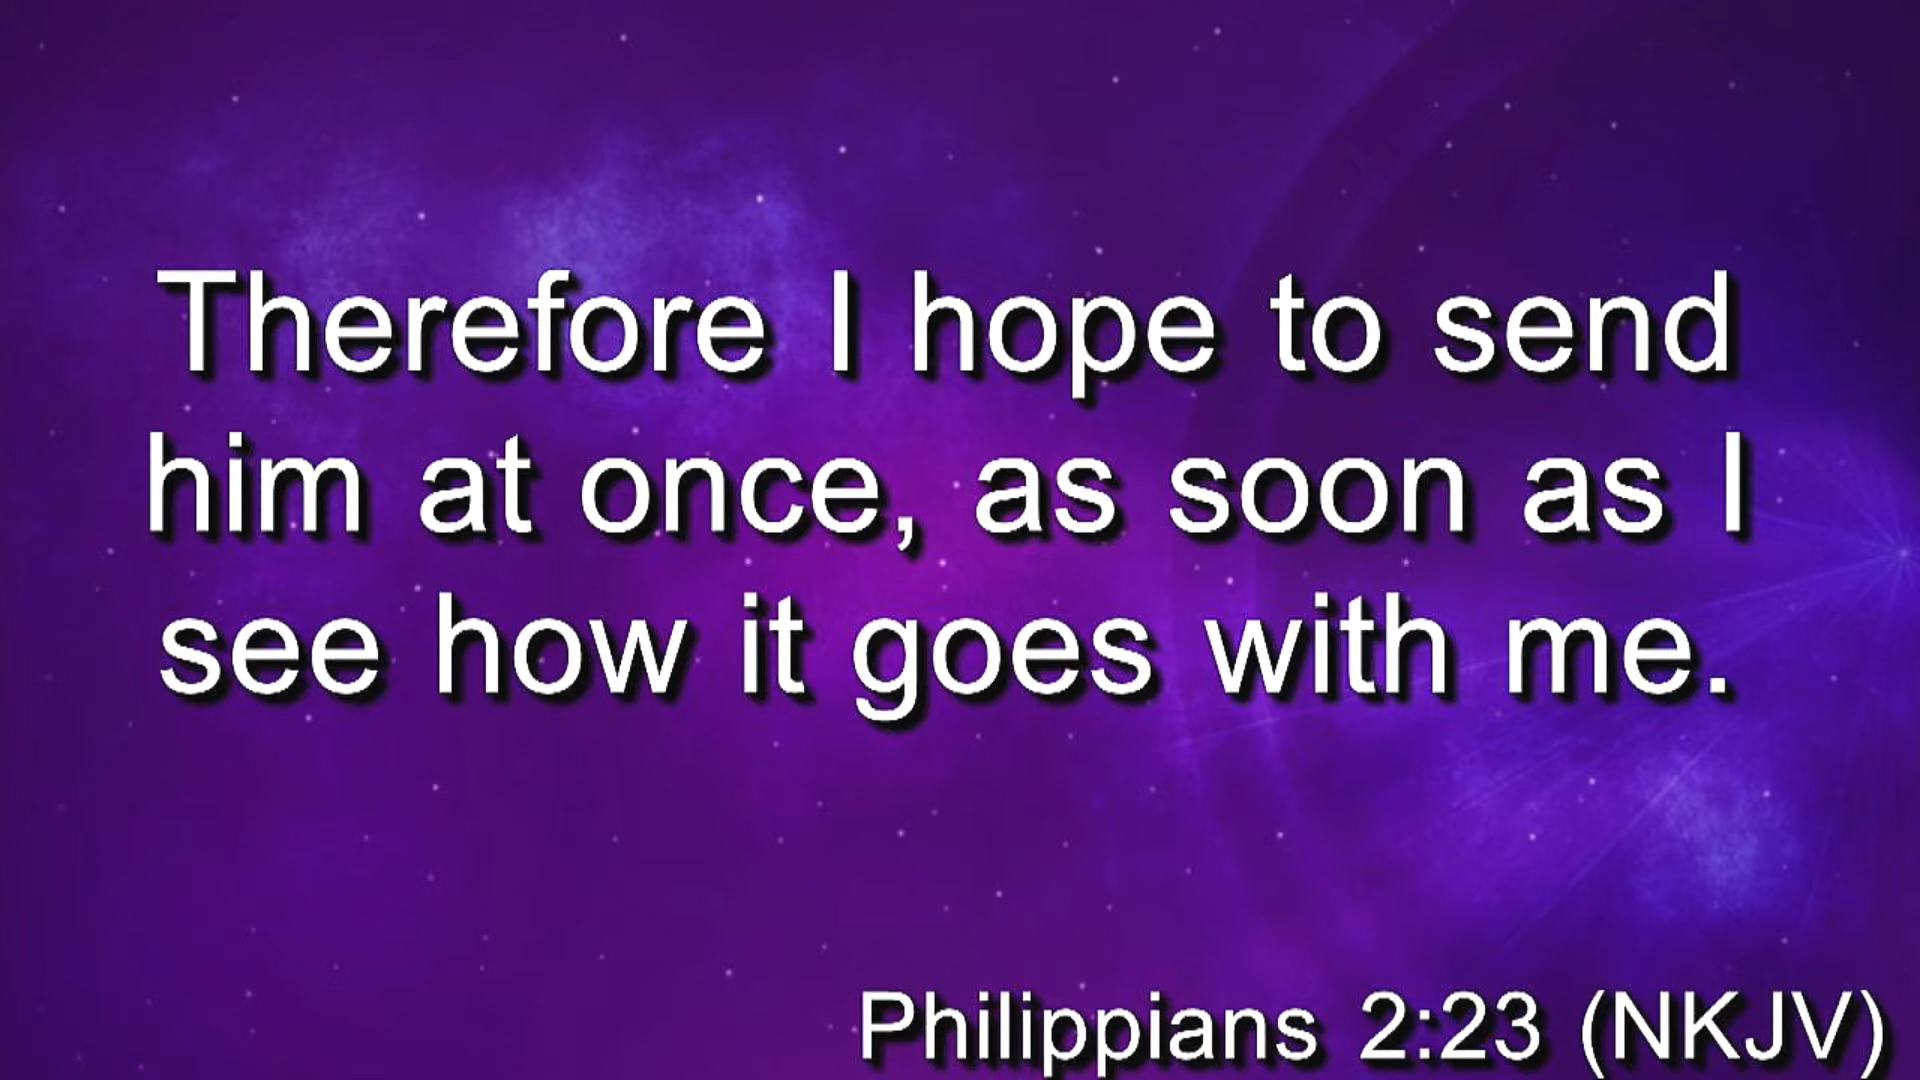 Therefore I hope to send
him at once, as soon as I
see how it goes with me.
Philippians 2:23 (NKJV)